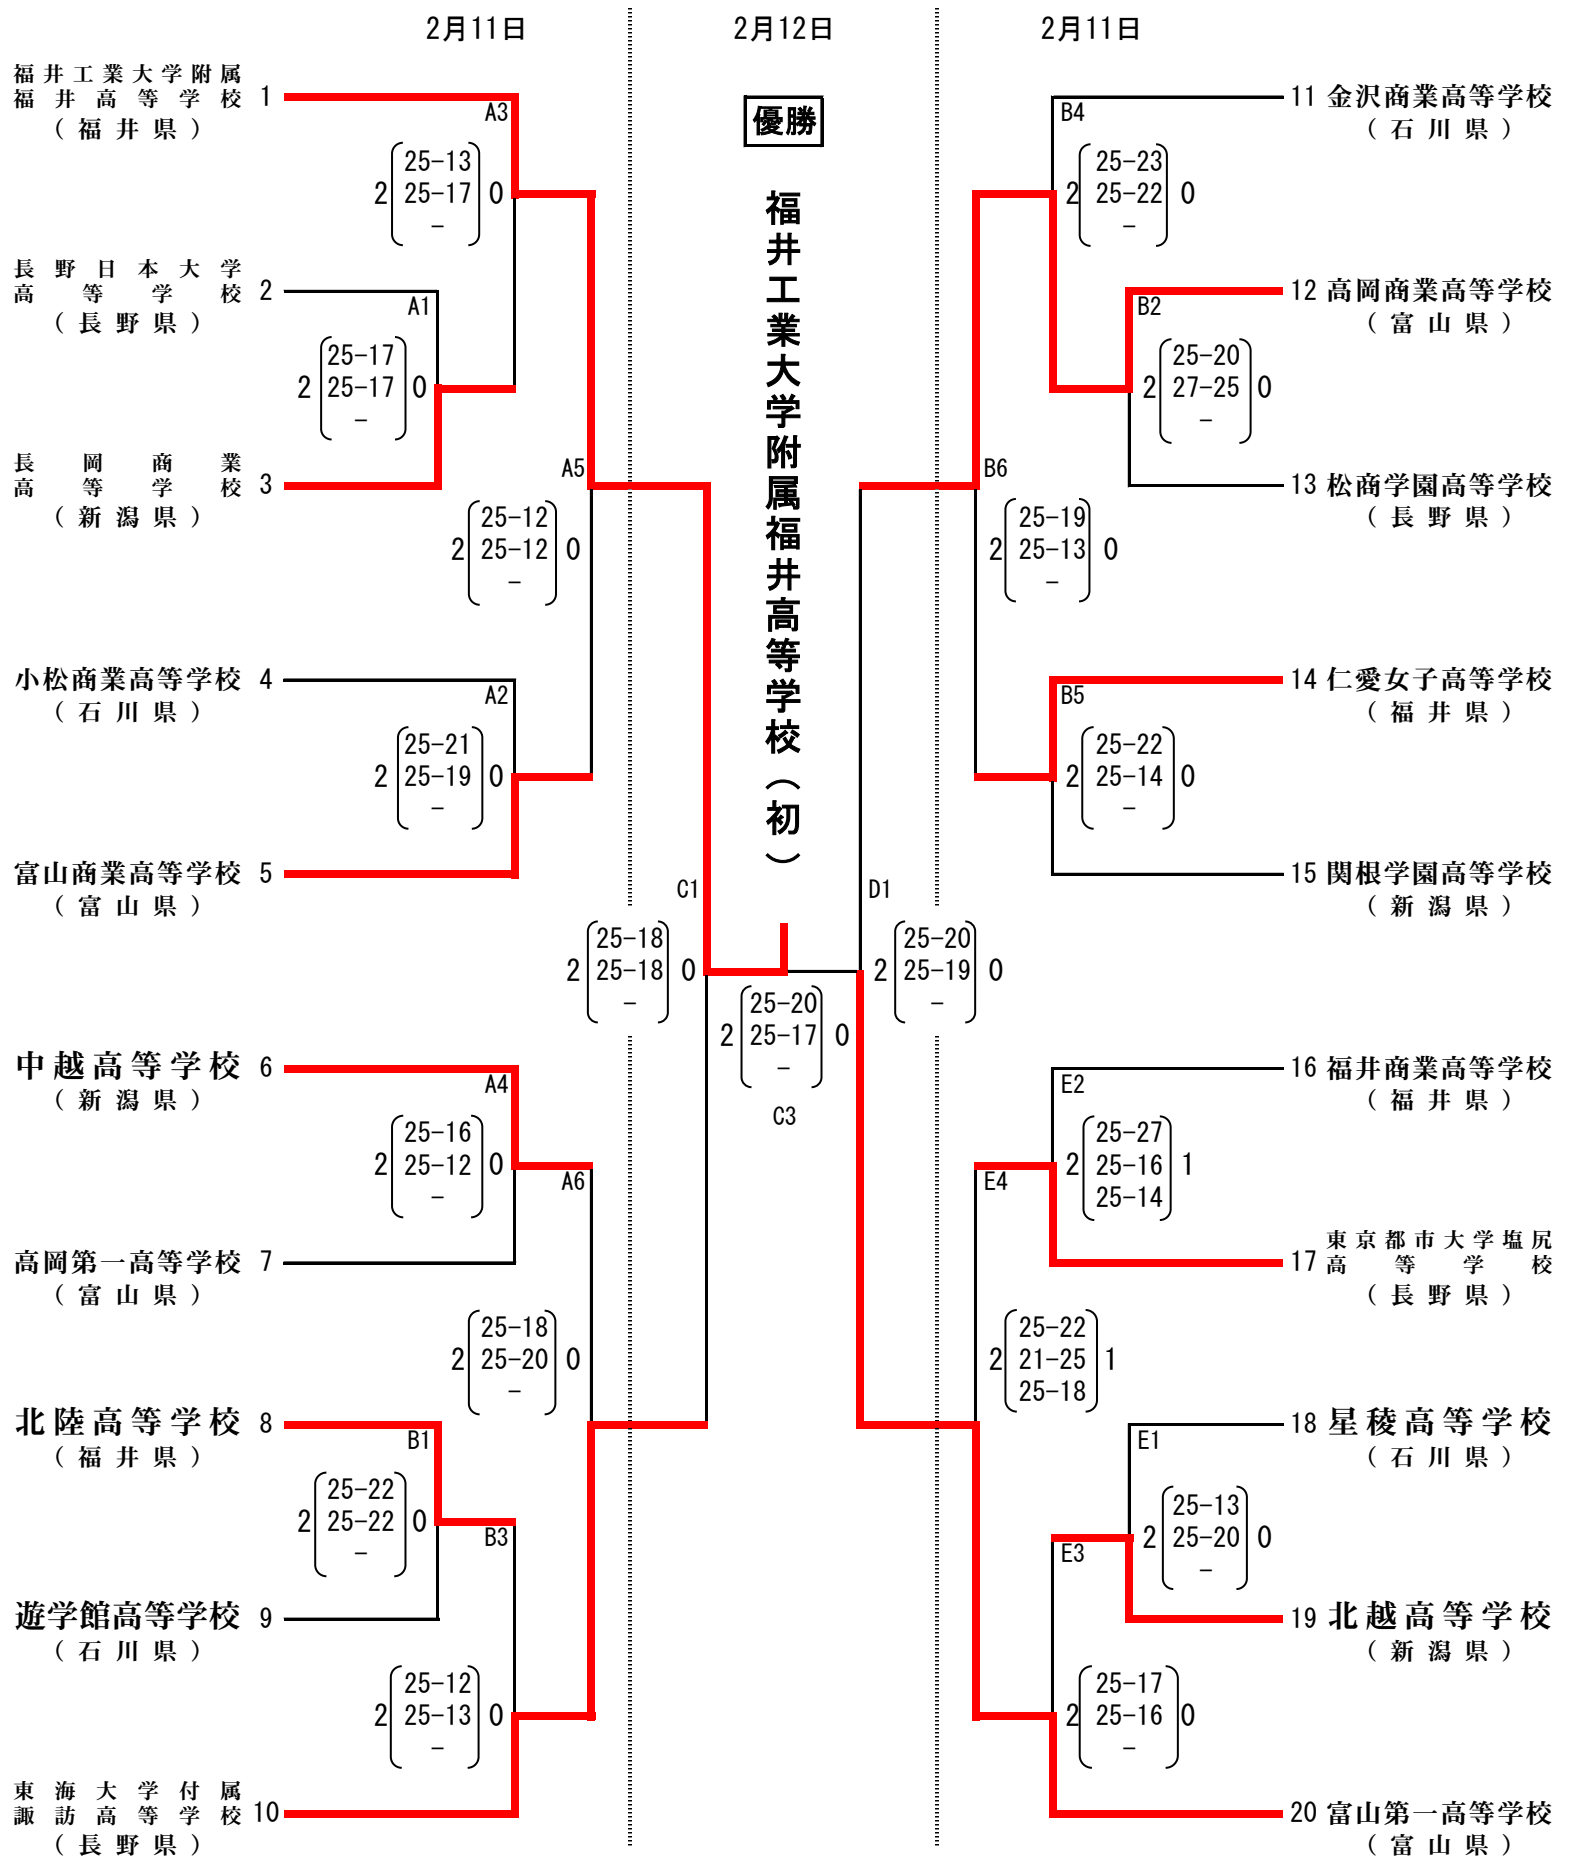 2月11日
2月12日
2月11日
福井工業大学附属
福井高等学校 1
(福井県)
A3
25-13
2 25-17 0
-
長野日本大学
高等学校 2
(長野県)
A1
25-17
2 25-17 0
-
長岡商業
高等学校 3
(新潟県)
A5
25-12
2 25-12 0
-
小松商業高等学校 4
(石川県)
A2
25-21
2 25-19 0
-
富山商業高等学校 5
(富山県)
C1
25-18
2 25-18 0
-
中越高等学校 6
(新潟県)
A4
25-16
2 25-12 0
-
高岡第一高等学校 7
(富山県)
A6
25-18
2 25-20 0
-
北陸高等学校 8
(福井県)
B1
25-22
2 25-22 0
-
遊学館高等学校 9
(石川県)
B3
25-12
2 25-13 0
-
東海大学付属
諏訪高等学校 10
(長野県)
優勝
福井工業大学附属福井高等学校(初)
25-20
2 25-17 0
-
C3
11 金沢商業高等学校
(石川県)
B4
25-23
2 25-22 0
-
12 高岡商業高等学校
(富山県)
B2
25-20
2 27-25 0
-
13 松商学園高等学校
(長野県)
B6
25-19
2 25-13 0
-
14 仁愛女子高等学校
(福井県)
B5
25-22
2 25-14 0
-
15 関根学園高等学校
(新潟県)
D1
25-20
2 25-19 0
-
16 福井商業高等学校
(福井県)
E2
25-27
2 25-16 1
25-14
東京都市大学塩尻
17 高等学校
(長野県)
E4
25-22
2 21-25 1
25-18
18 星稜高等学校
(石川県)
E1
25-13
2 25-20 0
-
19 北越高等学校
(新潟県)
E3
25-17
2 25-16 0
-
20 富山第一高等学校
(富山県)